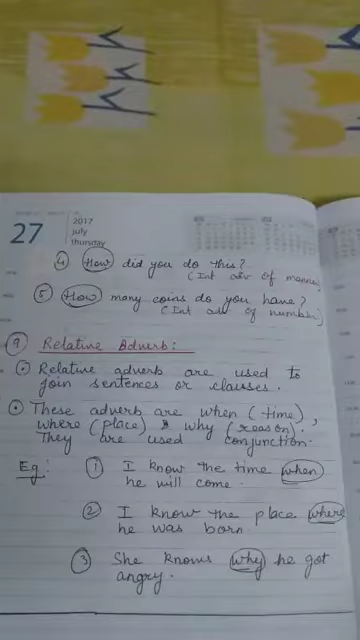 27
2017
July
thursday
④ How did you do this?
(Int adv of manner)
⑤ How many coins do you have?
(Int adv of number)
⑨ Relative Adverb:
Relative adverb are used to
join sentences or clauses.
These adverb are when (time),
where (place) & why (reason).
They are used conjunction.
Eg: ① I know the time when
he will come.
② I know the place where
he was born
③ She knows why he got
angry.